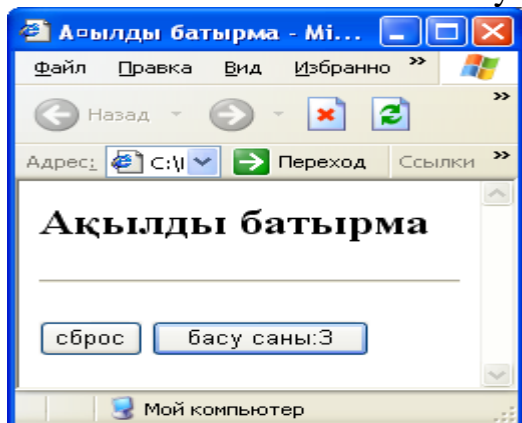 А¤ылды батырма - Mi...
Файл Правка Вид Избранно »
Назад »
Адрес: C:\ Переход Ссылки »
Ақылды батырма
сброс басу саны:3
Мой компьютер